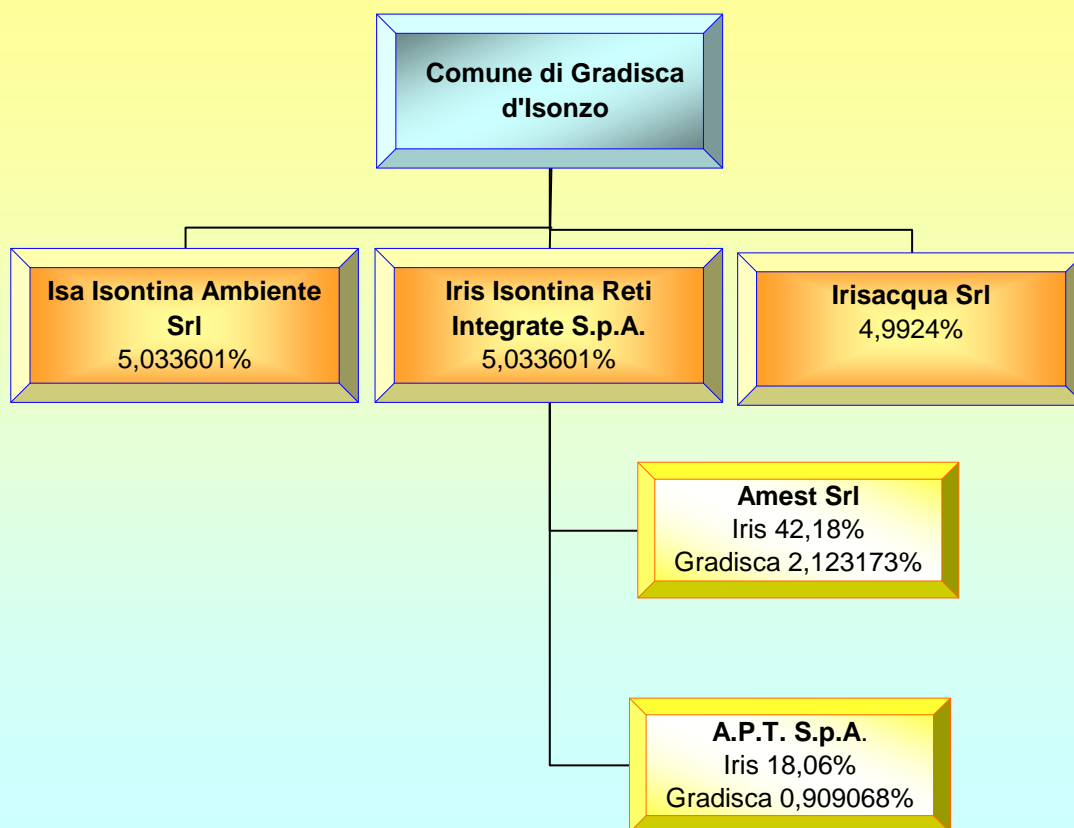 Comune di Gradisca
d'Isonzo
Isa Isontina Ambiente
Srl
5,033601%
Iris Isontina Reti
Integrate S.p.A.
5,033601%
Irisacqua Srl
4,9924%
Amest Srl
Iris 42,18%
Gradisca 2,123173%
A.P.T. S.p.A.
Iris 18,06%
Gradisca 0,909068%